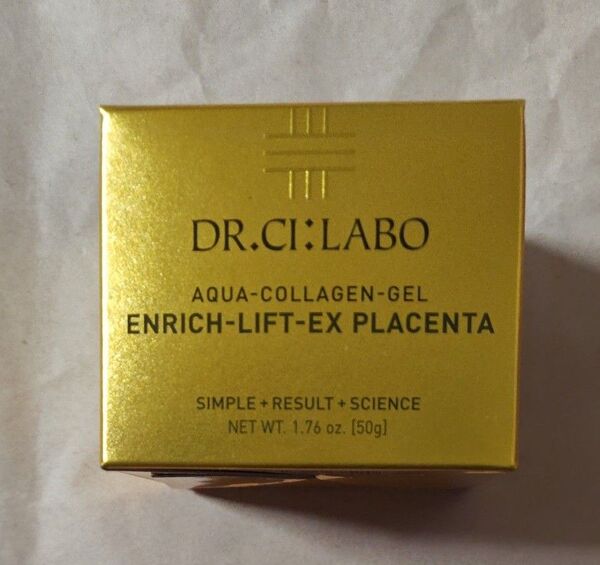 DR.CI:LABO
AQUA-COLLAGEN-GEL
ENRICH-LIFT-EX PLACENTA
SIMPLE + RESULT + SCIENCE
NET WT. 1.76 oz. [50g]